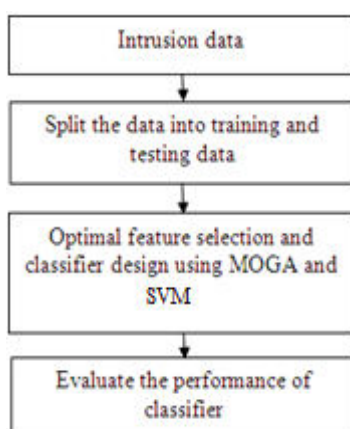 Intrusion data
Split the data into training and
testing data
Optimal feature selection and
classifier design using MOGA and
SVM
Evaluate the performance of
classifier